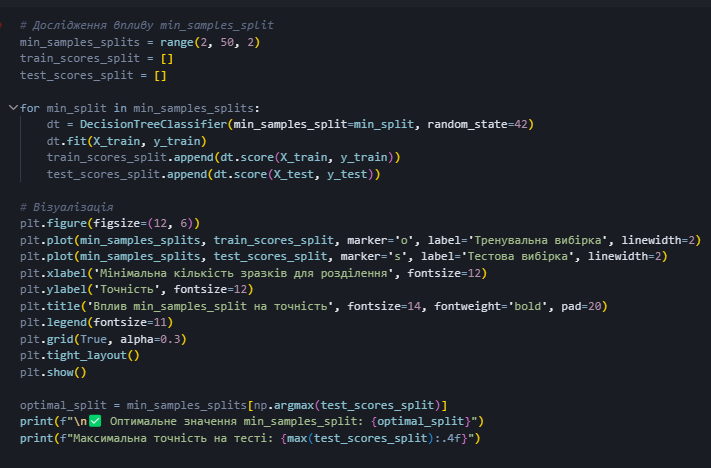 # Дослідження впливу min_samples_split
min_samples_splits = range(2, 50, 2)
train_scores_split = []
test_scores_split = []
for min_split in min_samples_splits:
    dt = DecisionTreeClassifier(min_samples_split=min_split, random_state=42)
    dt.fit(X_train, y_train)
    train_scores_split.append(dt.score(X_train, y_train))
    test_scores_split.append(dt.score(X_test, y_test))
# Візуалізація
plt.figure(figsize=(12, 6))
plt.plot(min_samples_splits, train_scores_split, marker='o', label='Тренувальна вибірка', linewidth=2)
plt.plot(min_samples_splits, test_scores_split, marker='s', label='Тестова вибірка', linewidth=2)
plt.xlabel('Мінімальна кількість зразків для розділення', fontsize=12)
plt.ylabel('Точність', fontsize=12)
plt.title('Вплив min_samples_split на точність', fontsize=14, fontweight='bold', pad=20)
plt.legend(fontsize=11)
plt.grid(True, alpha=0.3)
plt.tight_layout()
plt.show()
optimal_split = min_samples_splits[np.argmax(test_scores_split)]
print(f"\n✅ Оптимальне значення min_samples_split: {optimal_split}")
print(f"Максимальна точність на тесті: {max(test_scores_split):.4f}")